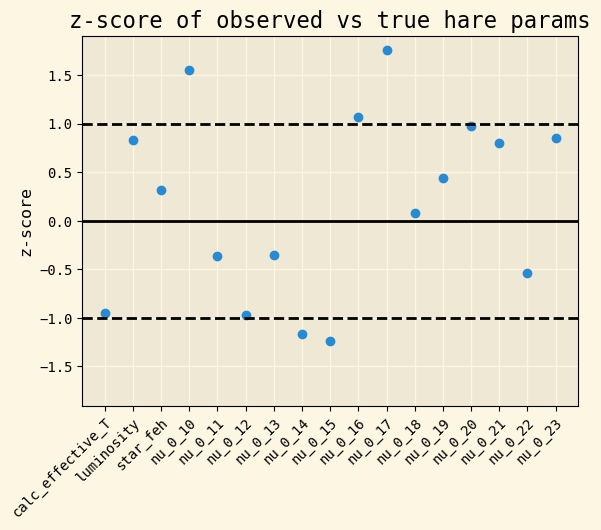 z-score of observed vs true hare params
z-score
1.5
1.0
0.5
0.0
−0.5
−1.0
−1.5
calc_effective_T
luminosity
star_feh
nu_0_10
nu_0_11
nu_0_12
nu_0_13
nu_0_14
nu_0_15
nu_0_16
nu_0_17
nu_0_18
nu_0_19
nu_0_20
nu_0_21
nu_0_22
nu_0_23